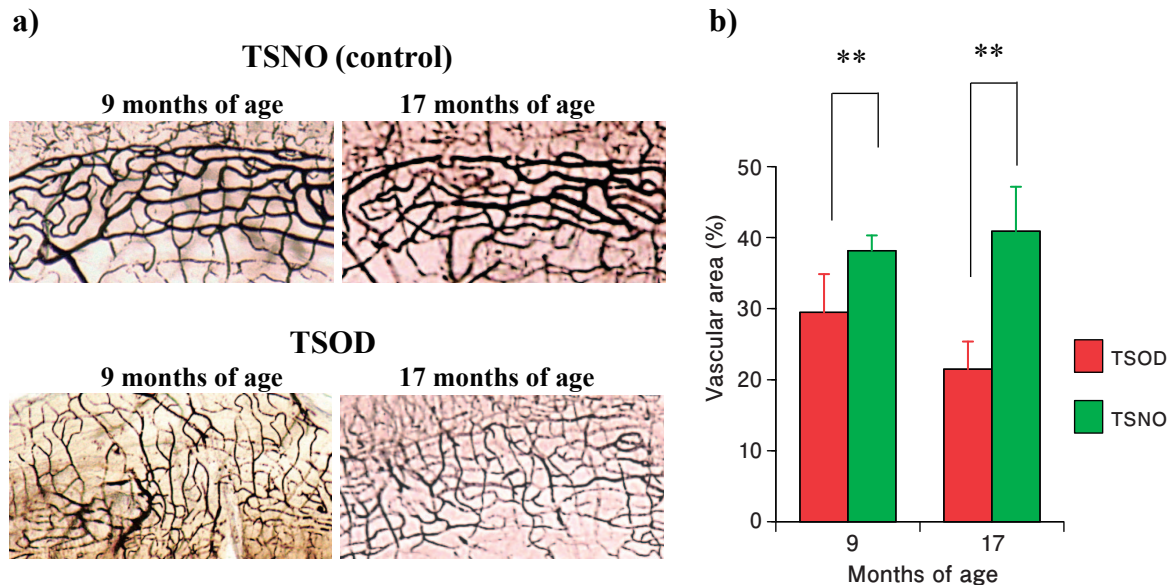 a)
TSNO (control)
9 months of age 17 months of age
TSOD
9 months of age 17 months of age
b)
** **
50
40
30
20
10
0
Vascular area (%)
9 17
Months of age
TSOD
TSNO